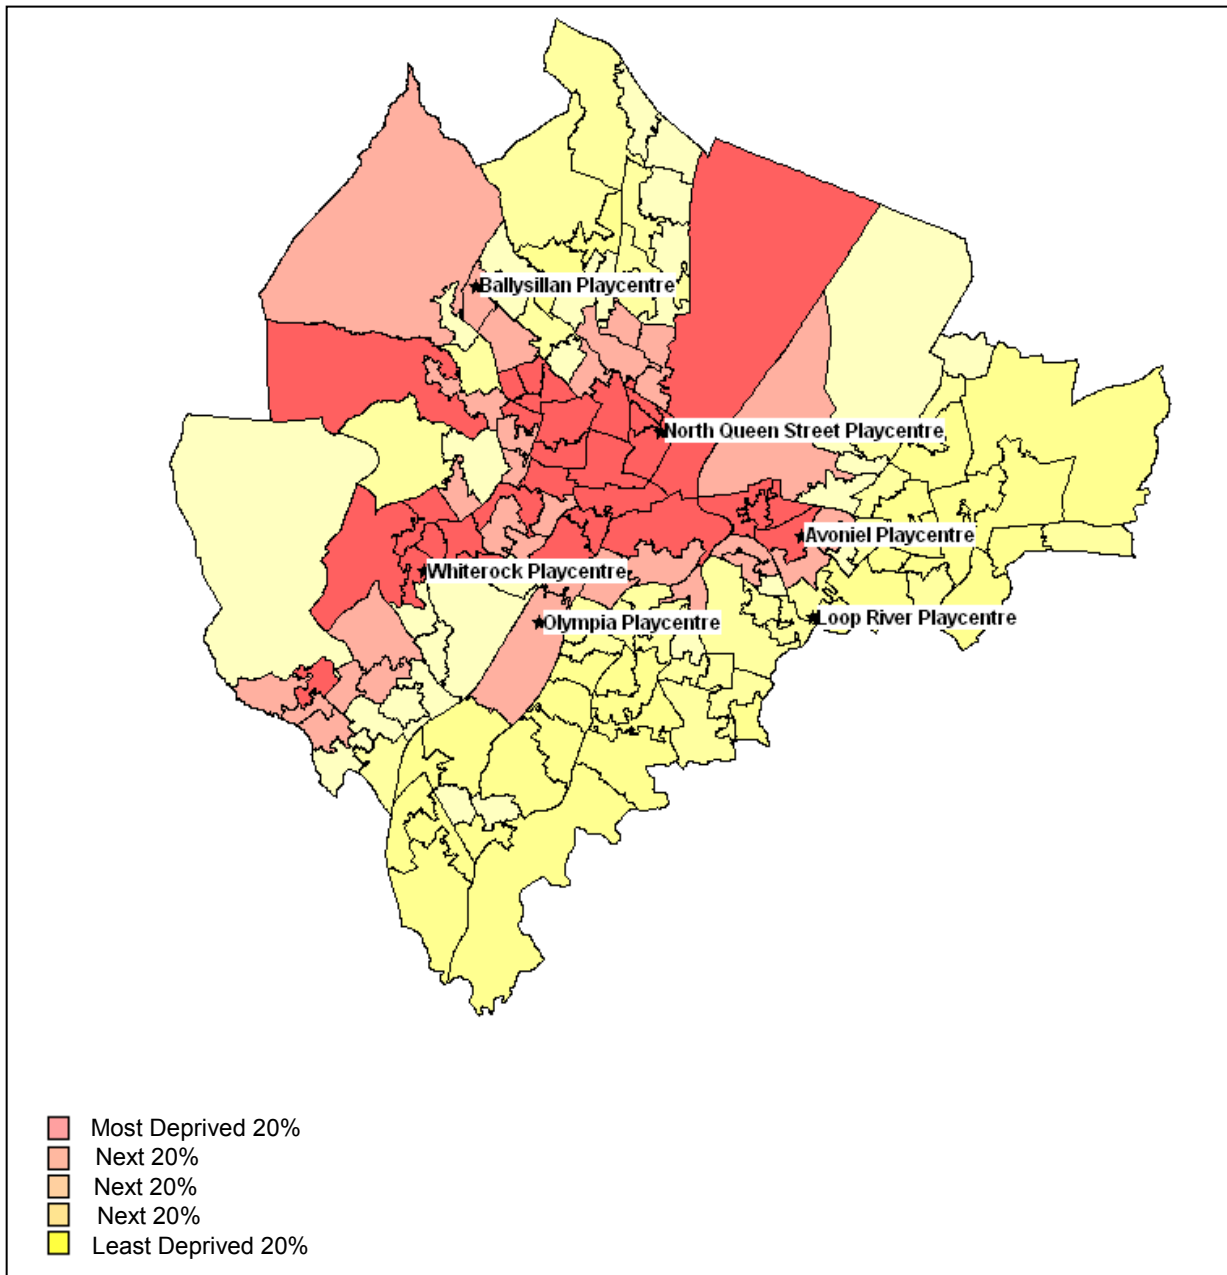 Ballysillan Playcentre
North Queen Street Playcentre
Avoniel Playcentre
Whiterock Playcentre
Olympia Playcentre
Loop River Playcentre
Most Deprived 20%
Next 20%
Next 20%
Next 20%
Least Deprived 20%